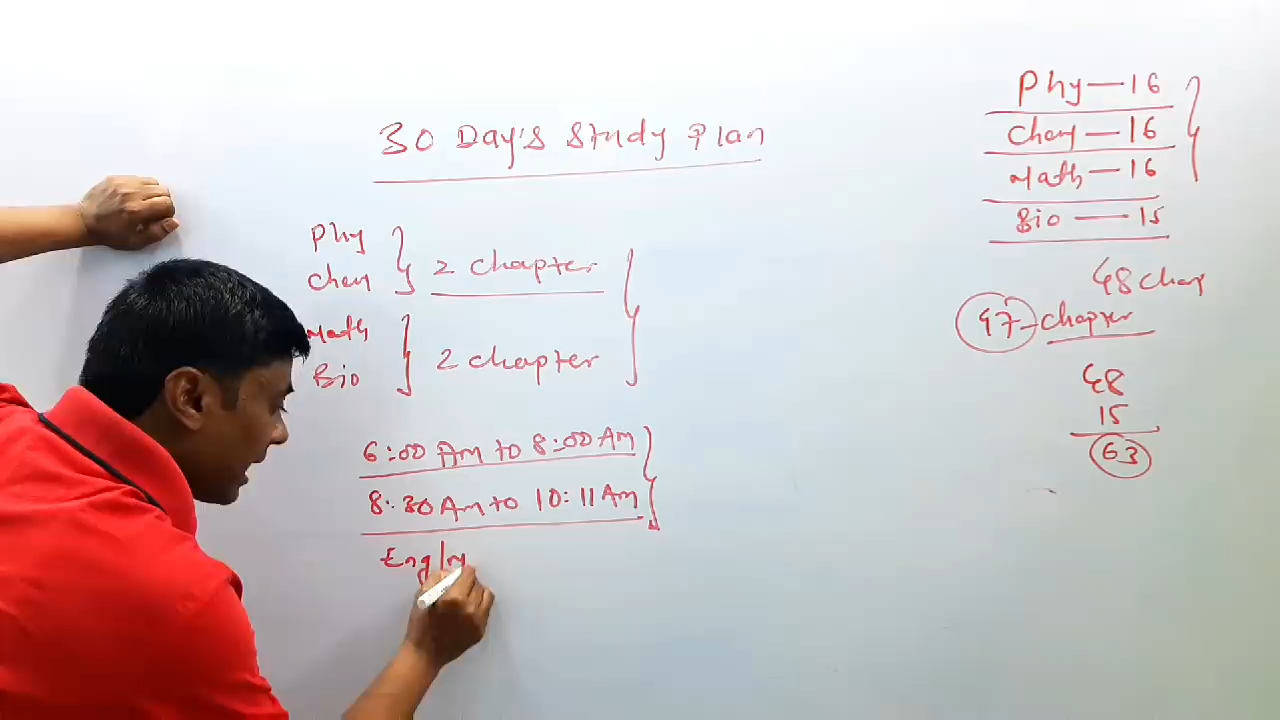 30 Day's Study Plan
Phy
Chem
2 chapter
Math
Bio
2 chapter
6:00 Am to 8:00 Am
8:30 Am to 10:11 Am
Phy — 16
Chem — 16
Math — 16
Bio — 15
48 Chap
47 - chapter
48
15
63